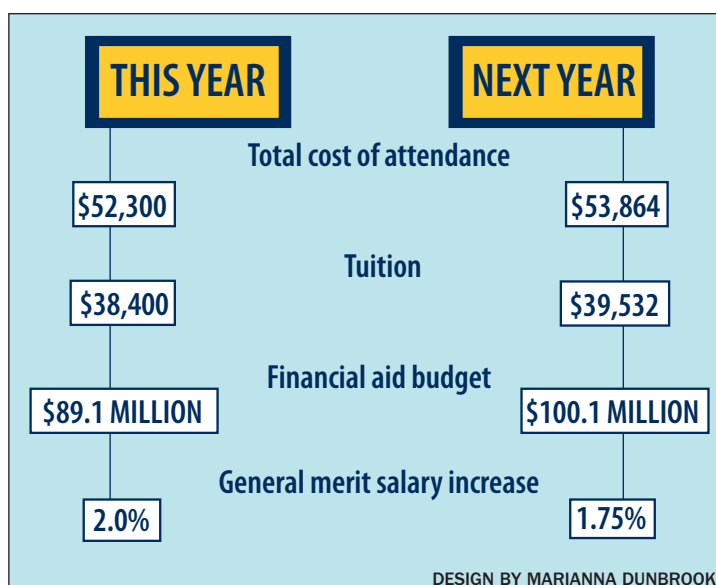 THIS YEAR
NEXT YEAR
Total cost of attendance
$52,300
$53,864
Tuition
$38,400
$39,532
Financial aid budget
$89.1 MILLION
$100.1 MILLION
General merit salary increase
2.0%
1.75%
DESIGN BY MARIANNA DUNBROOK